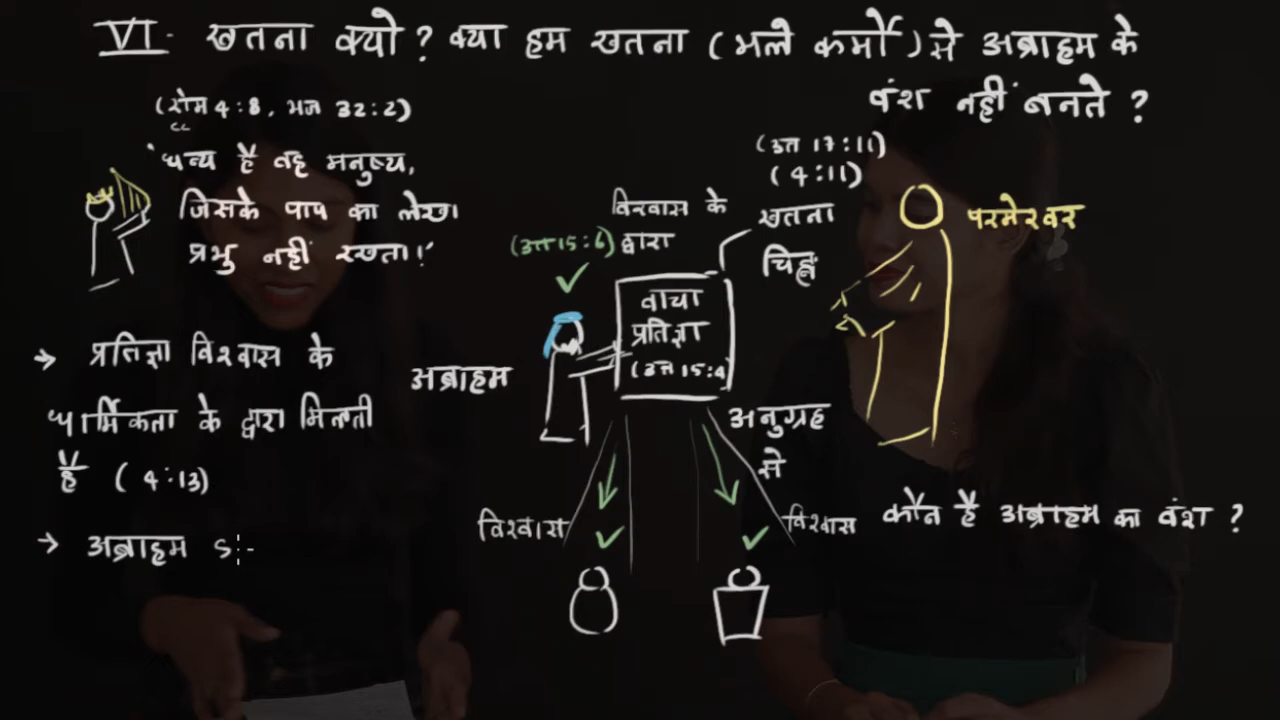 VI. खतना क्यो? क्या हम खतना (भले कर्मो) से अब्राहम के
वंश नहीं बनते?
(रोम 4:8, भज 32:2)
"धन्य है वह मनुष्य,
जिसके पाप का लेखा
प्रभु नहीं रखता।"
→ प्रतिज्ञा विश्वास के
धार्मिकता के द्वारा मिलती
है (4:13)
→ अब्राहम
अब्राहम
विश्वास के
द्वारा
(उत्त 15:6)
वाचा
प्रतिज्ञा
(उत्त 15:4)
(उत्त 17:11)
(4:11)
खतना
चिह्न
परमेश्वर
अनुग्रह
से
विश्वास
विश्वास
कौन है अब्राहम का वंश?